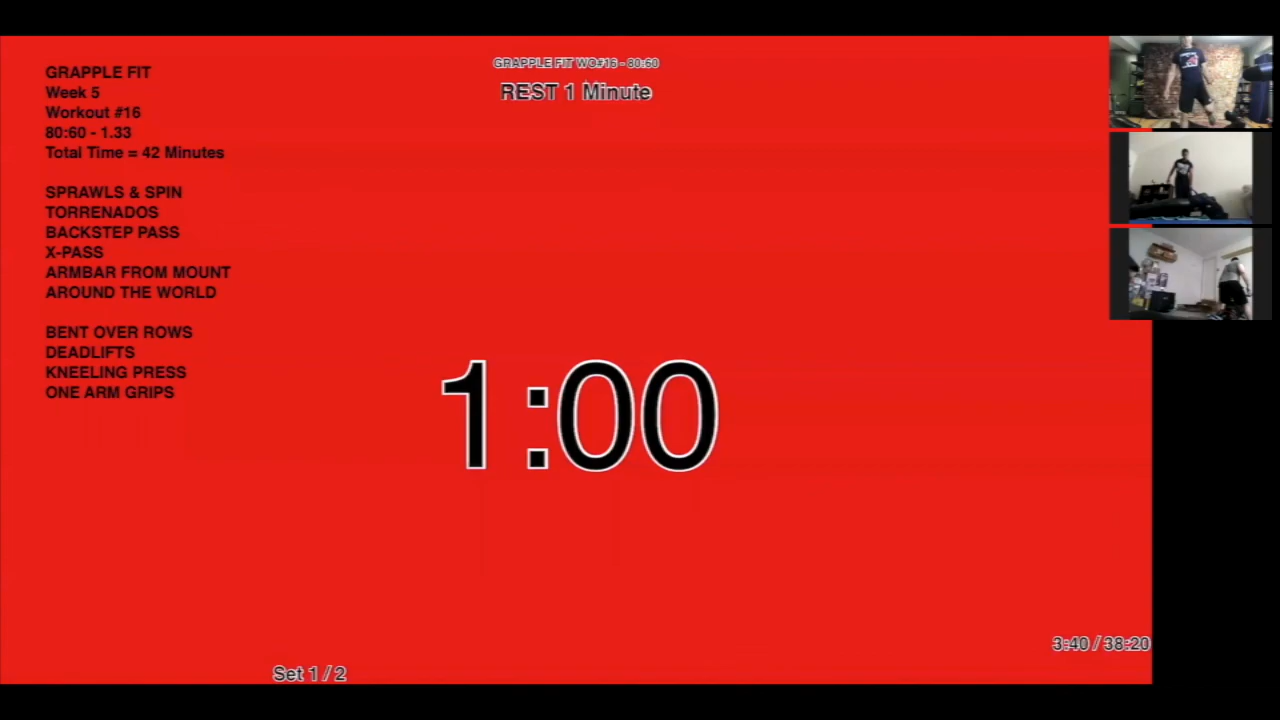 GRAPPLE FIT
Week 5
Workout #16
80:60 - 1.33
Total Time = 42 Minutes
SPRAWLS & SPIN
TORRENADOS
BACKSTEP PASS
X-PASS
ARMBAR FROM MOUNT
AROUND THE WORLD
BENT OVER ROWS
DEADLIFTS
KNEELING PRESS
ONE ARM GRIPS
GRAPPLE FIT WO#16 - 80:60
REST 1 Minute
1:00
3:40 / 38:20
Set 1 / 2